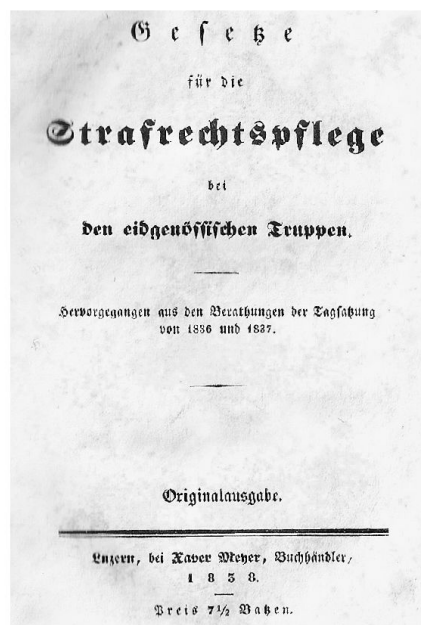 Gesetze
für die
Strafrechtspflege
bei
den eidgenössischen Truppen.
Hervorgegangen aus den Berathungen der Tagsatzung
von 1836 und 1837.
Originalausgabe.
Luzern, bei Xaver Meyer, Buchhändler,
1838.
Preis 7½ Batzen.